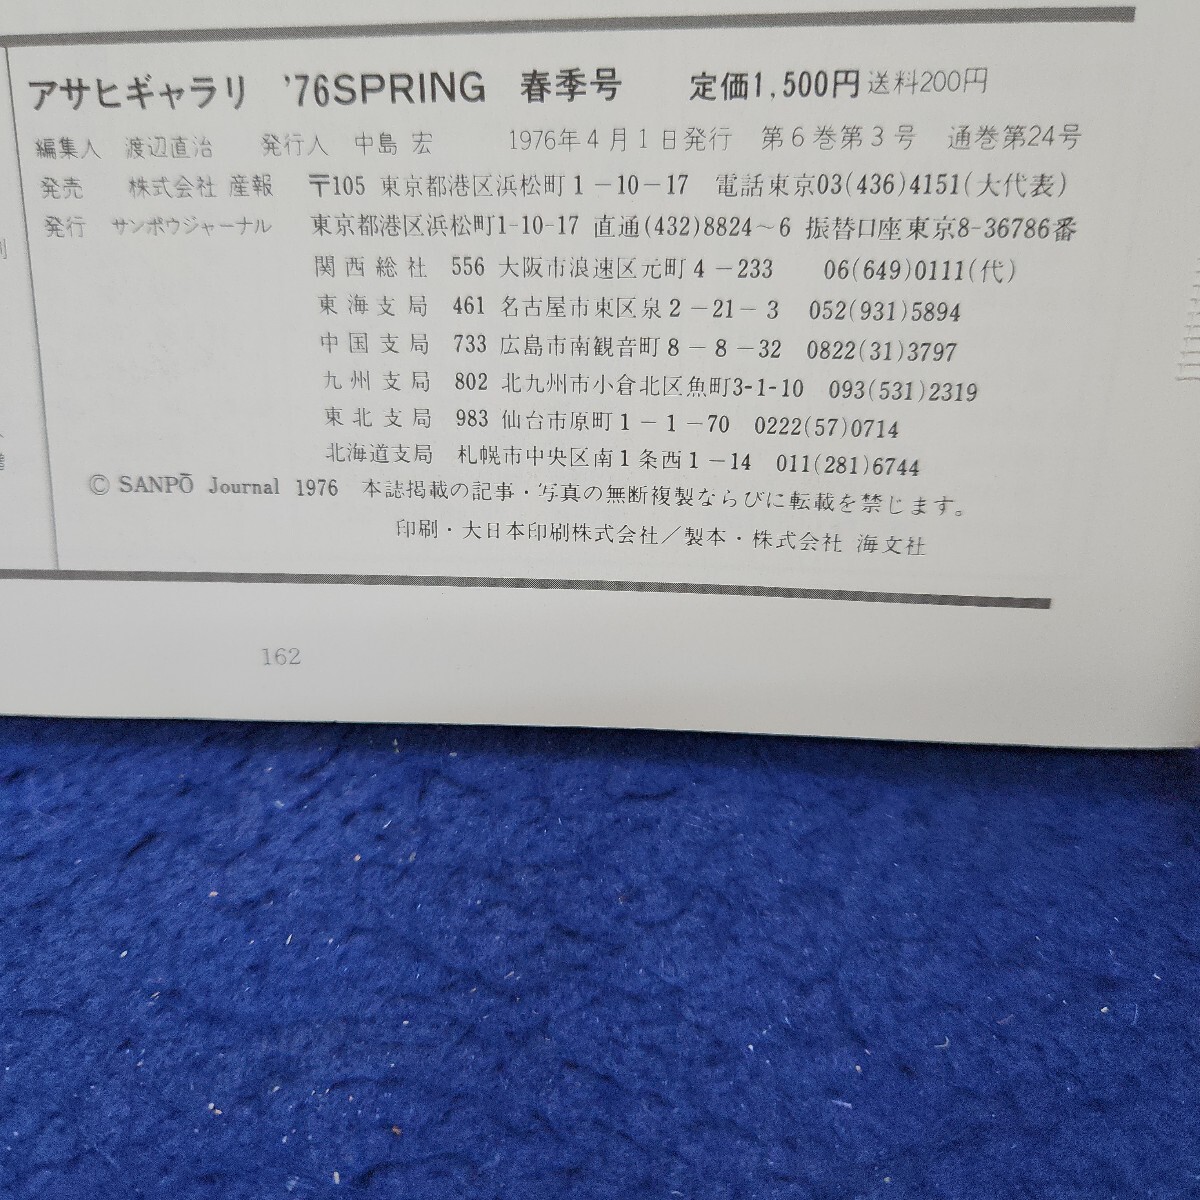 アサヒギャラリ '76SPRING 春季号 定価1,500円 送料200円
編集人 渡辺直治 発行人 中島 宏 1976年4月1日発行 第6巻第3号 通巻第24号
発売 株式会社 産報 〒105 東京都港区浜松町1-10-17 電話東京03(436)4151(大代表)
発行 サンポウジャーナル 東京都港区浜松町1-10-17 直通(432)8824～6 振替口座東京8-36786番
関西総社 556 大阪市浪速区元町4-233 06(649)0111(代)
東海支局 461 名古屋市東区泉2-21-3 052(931)5894
中国支局 733 広島市南観音町8-8-32 0822(31)3797
九州支局 802 北九州市小倉北区魚町3-1-10 093(531)2319
東北支局 983 仙台市原町1-1-70 0222(57)0714
北海道支局 札幌市中央区南1条西1-14 011(281)6744
© SANPŌ Journal 1976 本誌掲載の記事・写真の無断複製ならびに転載を禁じます。
印刷・大日本印刷株式会社／製本・株式会社 海文社
162